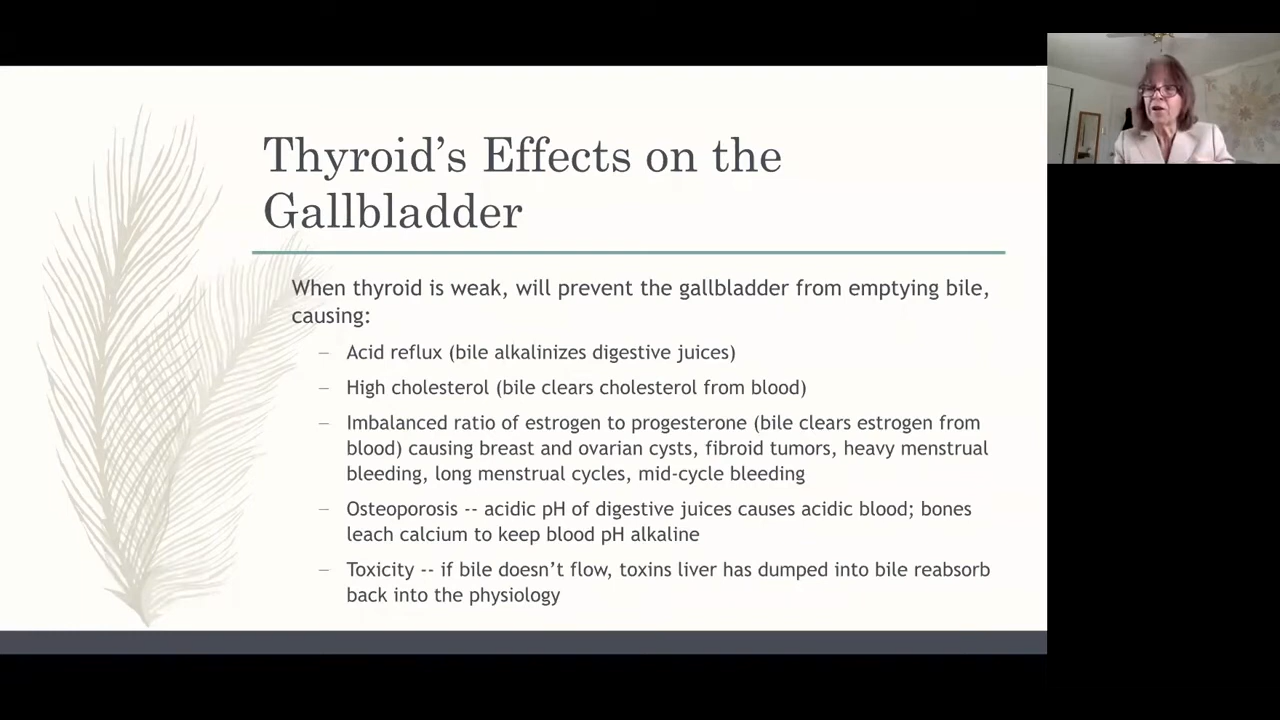 Thyroid’s Effects on the
Gallbladder
When thyroid is weak, will prevent the gallbladder from emptying bile,
causing:
– Acid reflux (bile alkalinizes digestive juices)
– High cholesterol (bile clears cholesterol from blood)
– Imbalanced ratio of estrogen to progesterone (bile clears estrogen from
blood) causing breast and ovarian cysts, fibroid tumors, heavy menstrual
bleeding, long menstrual cycles, mid-cycle bleeding
– Osteoporosis -- acidic pH of digestive juices causes acidic blood; bones
leach calcium to keep blood pH alkaline
– Toxicity -- if bile doesn’t flow, toxins liver has dumped into bile reabsorb
back into the physiology